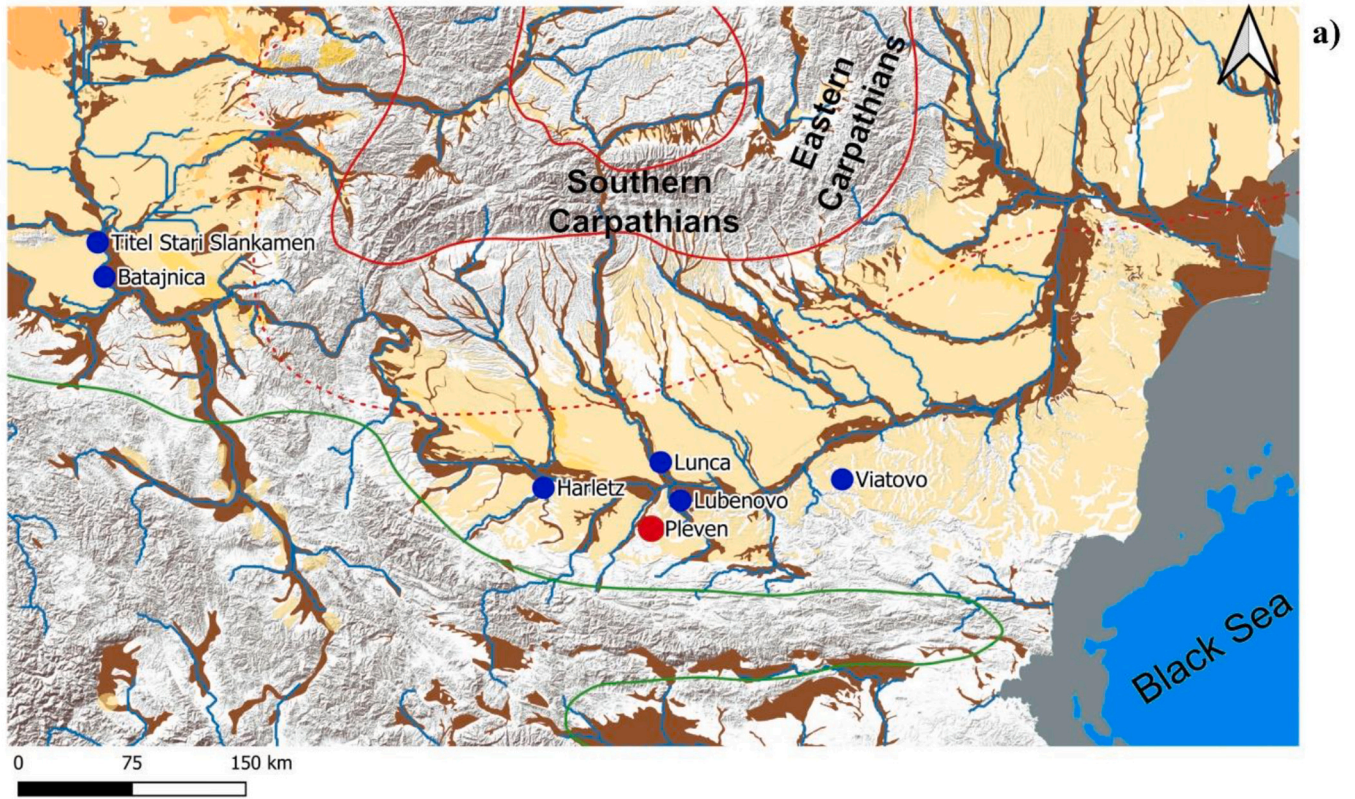 a)
Eastern
Carpathians
Southern
Carpathians
Titel Stari Slankamen
Batajnica
Lunca
Harletz
Lubenovo
Viatovo
Pleven
Black Sea
0 75 150 km